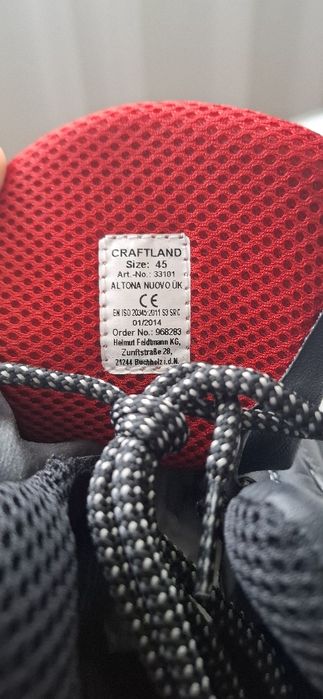 CRAFTLAND
Size: 45
Art.-No.: 33101
ALTONA NUOVO ÜK
CE
EN ISO 20345:2011 S3 SRC
01/2014
Order No.: 968283
Helmut Feldtmann KG,
Zunftstraße 28,
21244 Buchholz i.d.N.